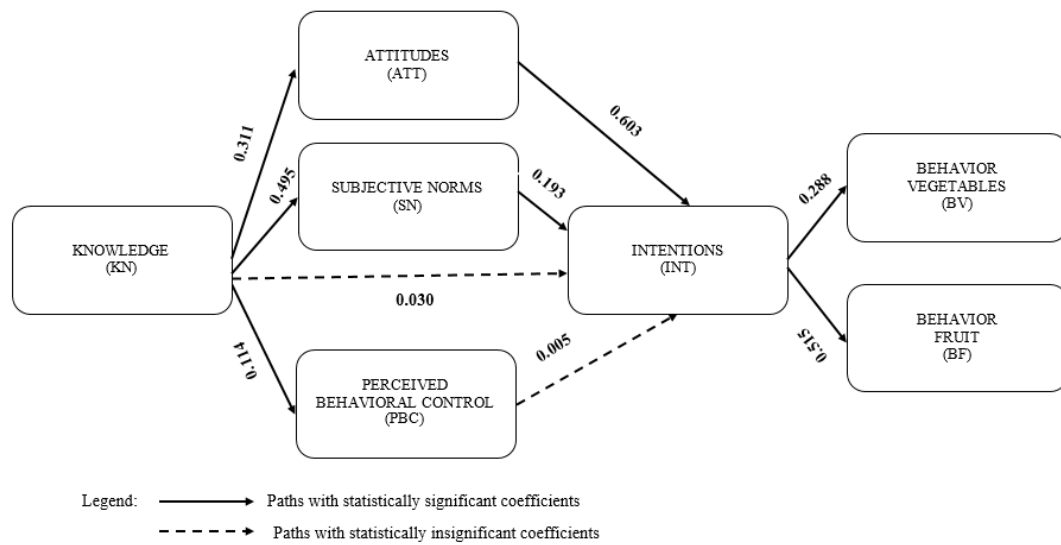 ATTITUDES
(ATT)
0.311
0.603
SUBJECTIVE NORMS
(SN)
0.495
0.193
BEHAVIOR
VEGETABLES
(BV)
0.288
KNOWLEDGE
(KN)
INTENTIONS
(INT)
0.030
BEHAVIOR
FRUIT
(BF)
0.515
0.114
0.005
PERCEIVED
BEHAVIORAL CONTROL
(PBC)
Legend:
Paths with statistically significant coefficients
Paths with statistically insignificant coefficients